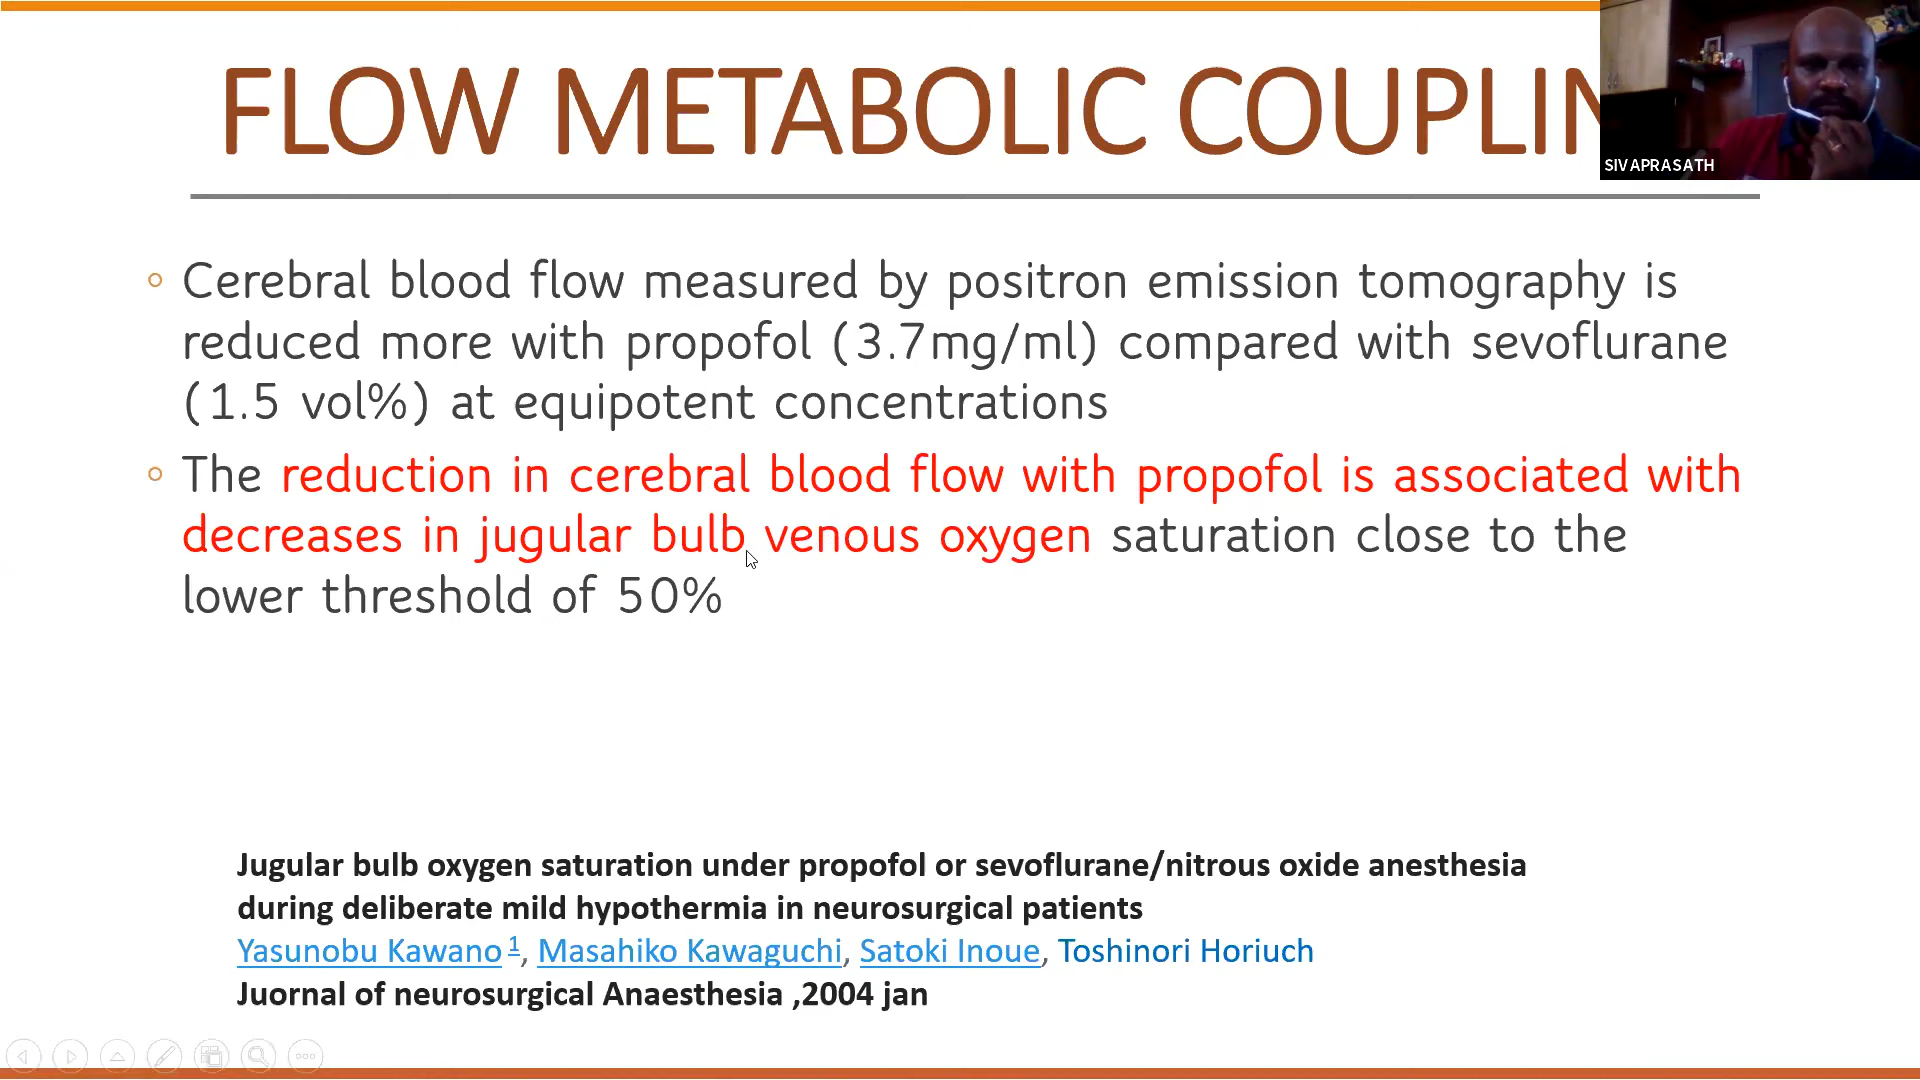 FLOW METABOLIC COUPLIN
SIVAPRASATH
Cerebral blood flow measured by positron emission tomography is
reduced more with propofol (3.7mg/ml) compared with sevoflurane
(1.5 vol%) at equipotent concentrations
The reduction in cerebral blood flow with propofol is associated with
decreases in jugular bulb venous oxygen saturation close to the
lower threshold of 50%
Jugular bulb oxygen saturation under propofol or sevoflurane/nitrous oxide anesthesia
during deliberate mild hypothermia in neurosurgical patients
Yasunobu Kawano 1, Masahiko Kawaguchi, Satoki Inoue, Toshinori Horiuch
Juornal of neurosurgical Anaesthesia ,2004 jan